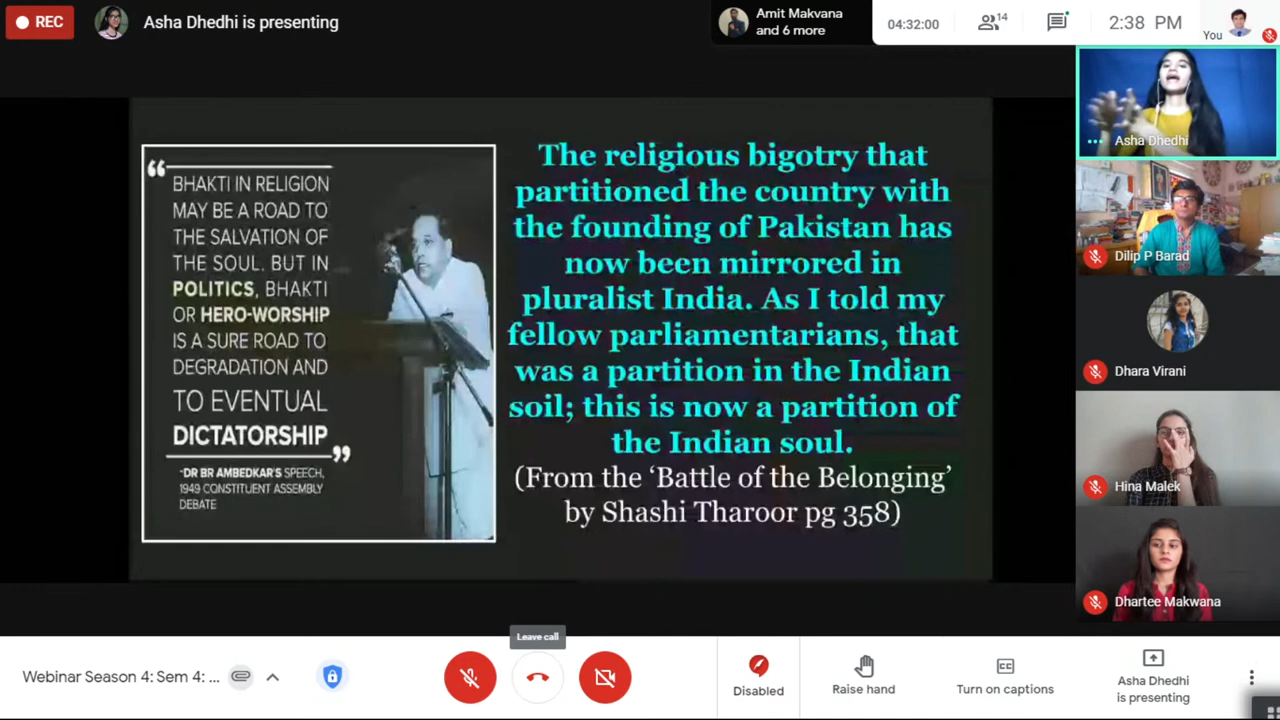 REC
Asha Dhedhi is presenting
Amit Makvana
and 6 more
04:32:00
14
2:38 PM
You
“
BHAKTI IN RELIGION
MAY BE A ROAD TO
THE SALVATION OF
THE SOUL. BUT IN
POLITICS, BHAKTI
OR HERO-WORSHIP
IS A SURE ROAD TO
DEGRADATION AND
TO EVENTUAL
DICTATORSHIP
”
-DR BR AMBEDKAR'S SPEECH,
1949 CONSTITUENT ASSEMBLY
DEBATE
The religious bigotry that
partitioned the country with
the founding of Pakistan has
now been mirrored in
pluralist India. As I told my
fellow parliamentarians, that
was a partition in the Indian
soil; this is now a partition of
the Indian soul.
(From the ‘Battle of the Belonging’
by Shashi Tharoor pg 358)
Asha Dhedhi
Dilip P Barad
Dhara Virani
Hina Malek
Dhartee Makwana
Leave call
Webinar Season 4: Sem 4: ...
Disabled
Raise hand
CC
Turn on captions
Asha Dhedhi
is presenting